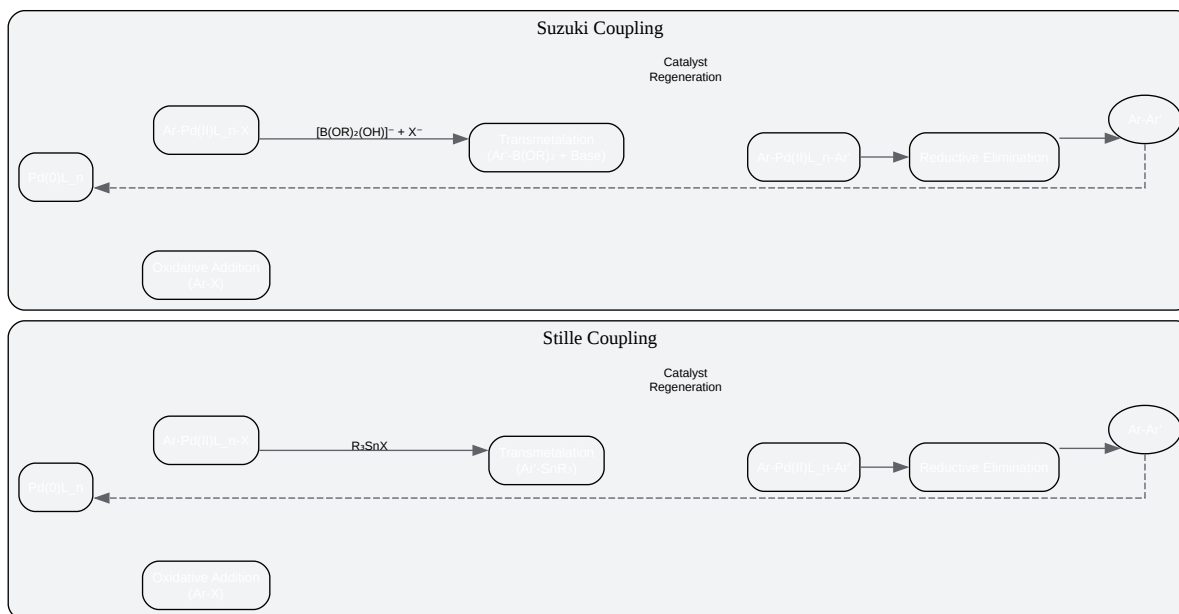 Suzuki Coupling
Catalyst
Regeneration
Ar-Pd(II)L_n-X
[B(OR)₂(OH)]⁻ + X⁻
Transmetalation
(Ar'-B(OR)₂ + Base)
Ar-Pd(II)L_n-Ar'
Reductive Elimination
Ar-Ar'
Pd(0)L_n
Oxidative Addition
(Ar-X)
Stille Coupling
Catalyst
Regeneration
Ar-Pd(II)L_n-X
R₃SnX
Transmetalation
(Ar'-SnR₃)
Ar-Pd(II)L_n-Ar'
Reductive Elimination
Ar-Ar'
Pd(0)L_n
Oxidative Addition
(Ar-X)